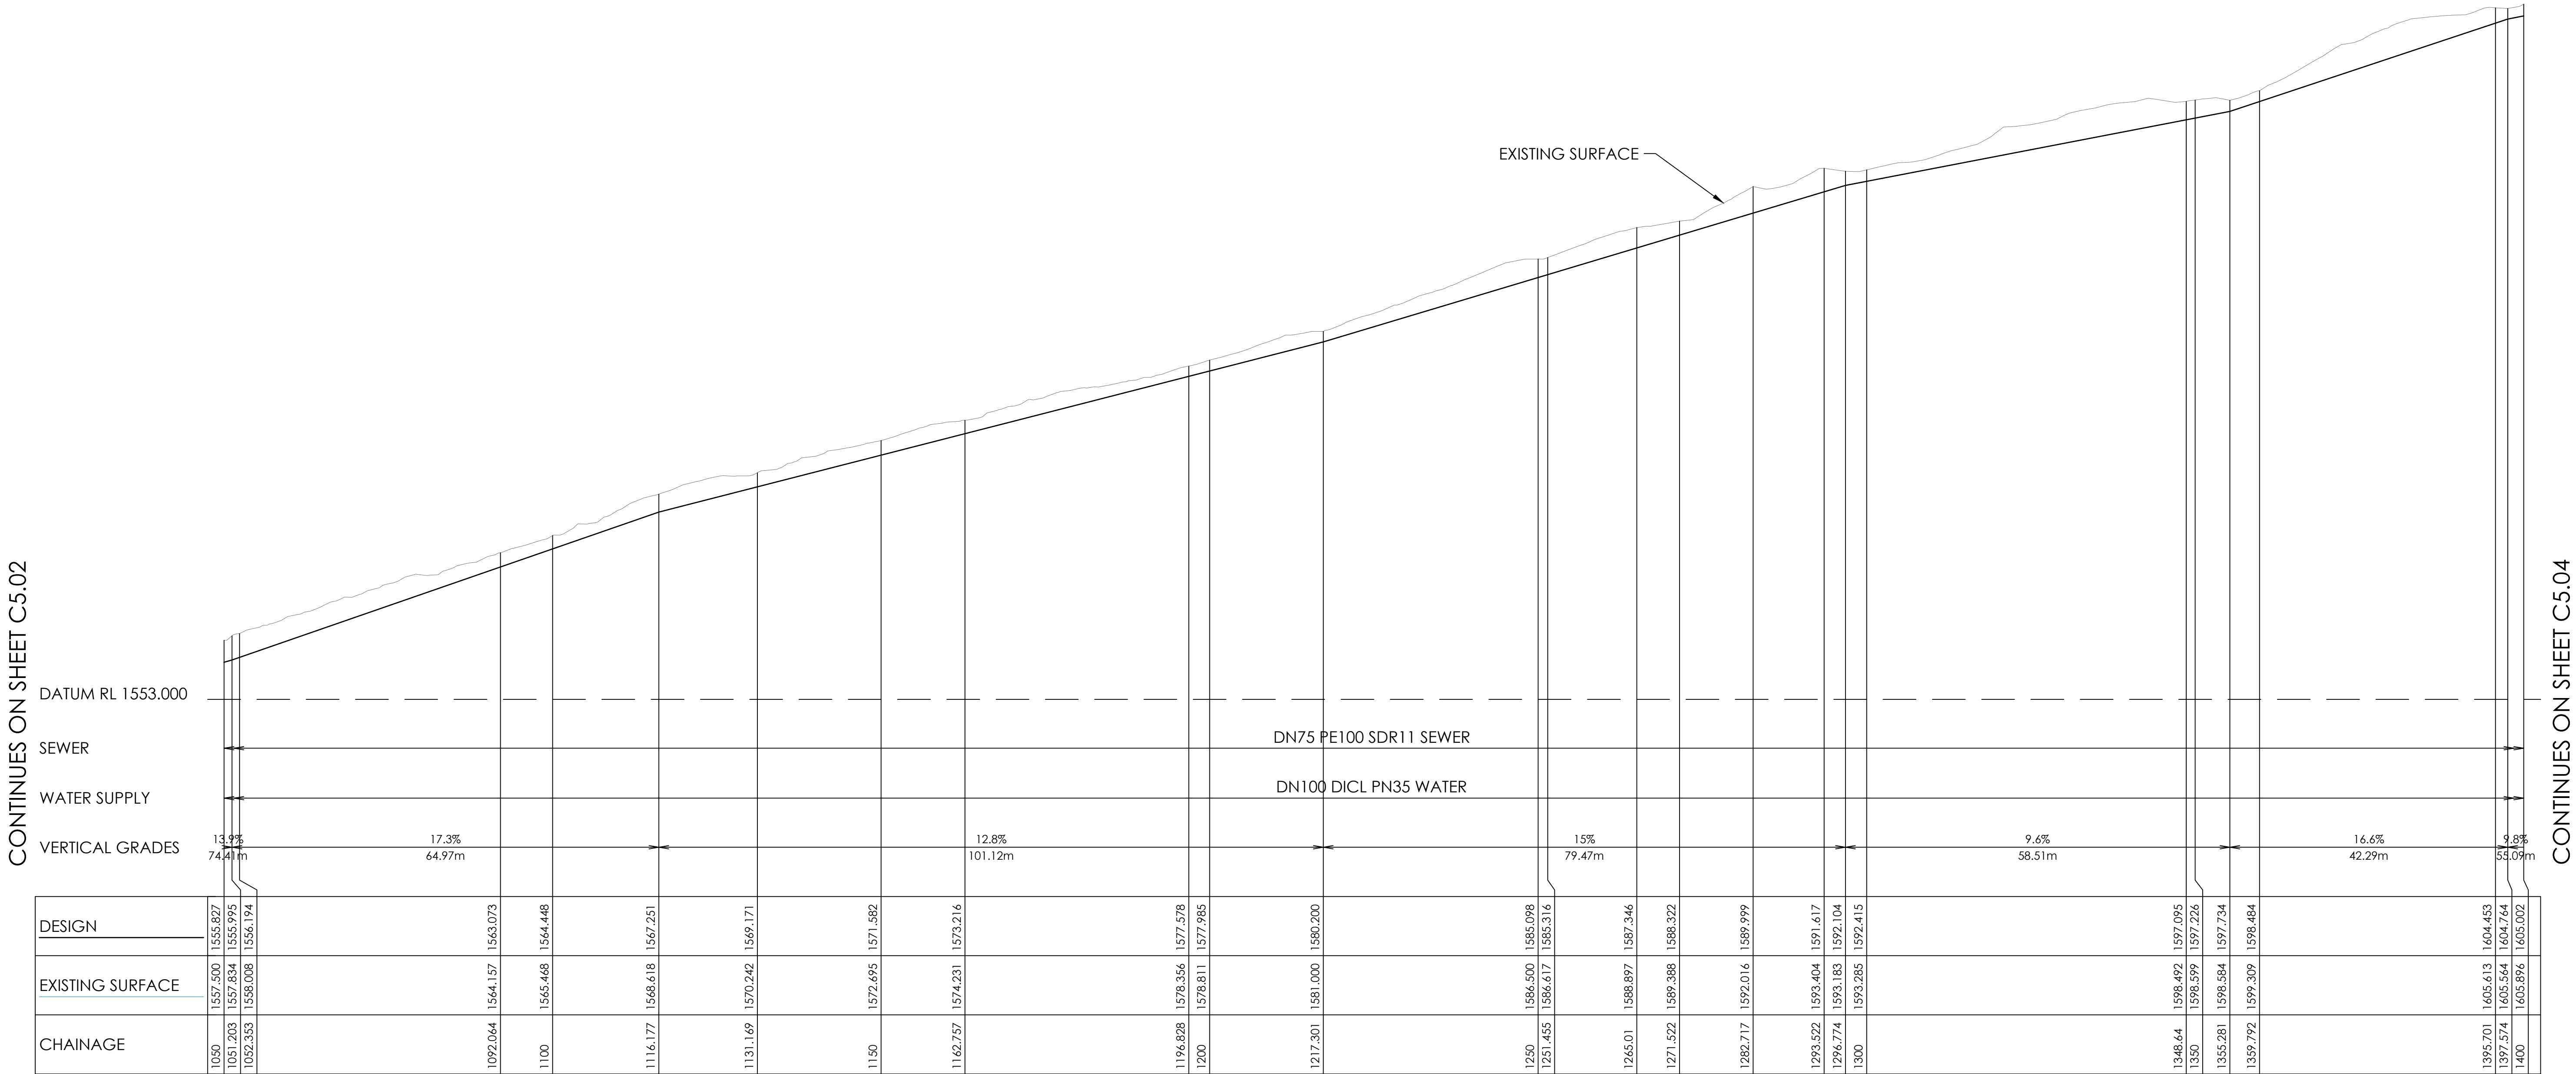 EXISTING SURFACE
CONTINUES ON SHEET C5.02
CONTINUES ON SHEET C5.04
DATUM RL 1553.000
SEWER
DN75 PE100 SDR11 SEWER
WATER SUPPLY
DN100 DICL PN35 WATER
VERTICAL GRADES
13.9% 17.3% 12.8% 15% 9.6% 16.6% 9.8%
74.41m 64.97m 101.12m 79.47m 58.51m 42.29m 55.09m
DESIGN 1555.827 1555.995 1556.194 1563.073 1564.448 1567.251 1569.171 1571.582 1573.216 1577.578 1577.985 1580.200 1585.098 1585.316 1587.346 1588.322 1589.999 1591.617 1592.104 1592.415 1597.095 1597.226 1597.734 1598.484 1604.453 1604.764 1605.002
EXISTING SURFACE 1557.500 1557.834 1558.008 1564.157 1565.468 1568.618 1570.242 1572.695 1574.231 1578.356 1578.811 1581.000 1586.500 1586.617 1588.897 1589.388 1592.016 1593.404 1593.183 1593.285 1598.492 1598.599 1598.584 1599.309 1605.613 1605.564 1605.896
CHAINAGE 1050 1051.203 1052.353 1092.064 1100 1116.177 1131.169 1150 1162.757 1196.828 1200 1217.301 1250 1251.455 1265.01 1271.522 1282.717 1293.522 1296.774 1300 1348.64 1350 1355.281 1359.792 1395.701 1397.574 1400